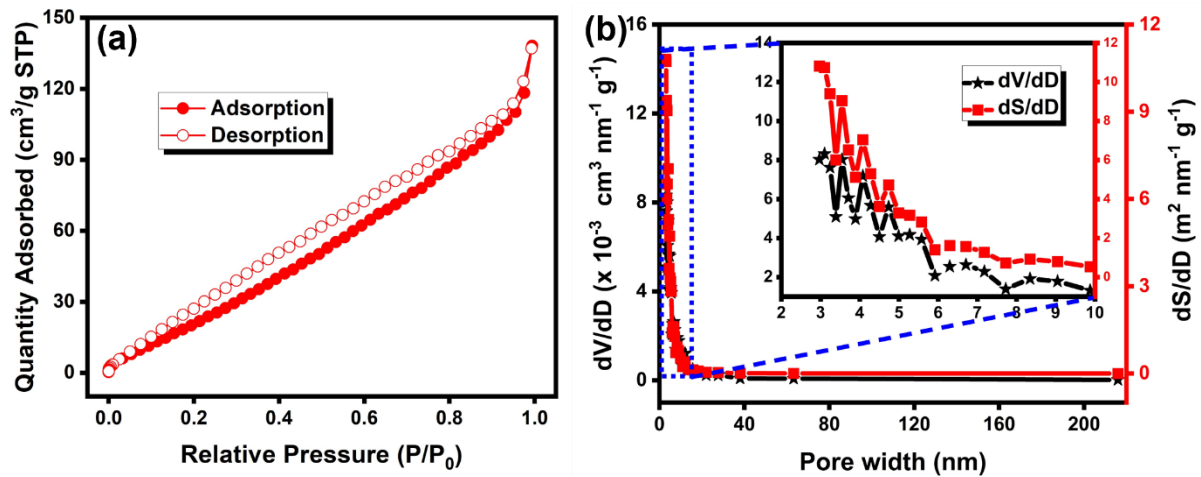 (a)
Quantity Adsorbed (cm³/g STP)
150
120
90
60
30
0
Adsorption
Desorption
0.0 0.2 0.4 0.6 0.8 1.0
Relative Pressure (P/P₀)
(b)
dV/dD (x 10⁻³ cm³ nm⁻¹ g⁻¹)
16
12
8
4
0
14
12
10
8
6
4
2
dV/dD
dS/dD
12
10
8
6
4
2
0
2 3 4 5 6 7 8 9 10
12
9
6
3
0
dS/dD (m² nm⁻¹ g⁻¹)
0 40 80 120 160 200
Pore width (nm)